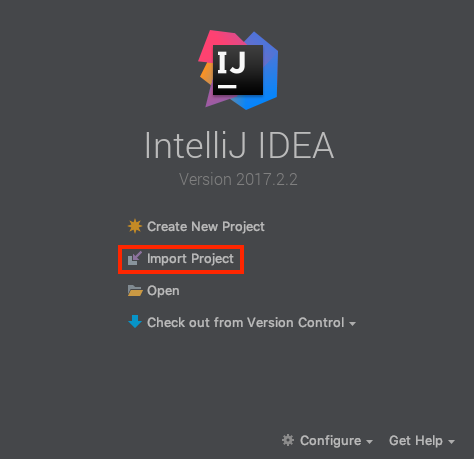 IJ
IntelliJ IDEA
Version 2017.2.2
Create New Project
Import Project
Open
Check out from Version Control
Configure Get Help